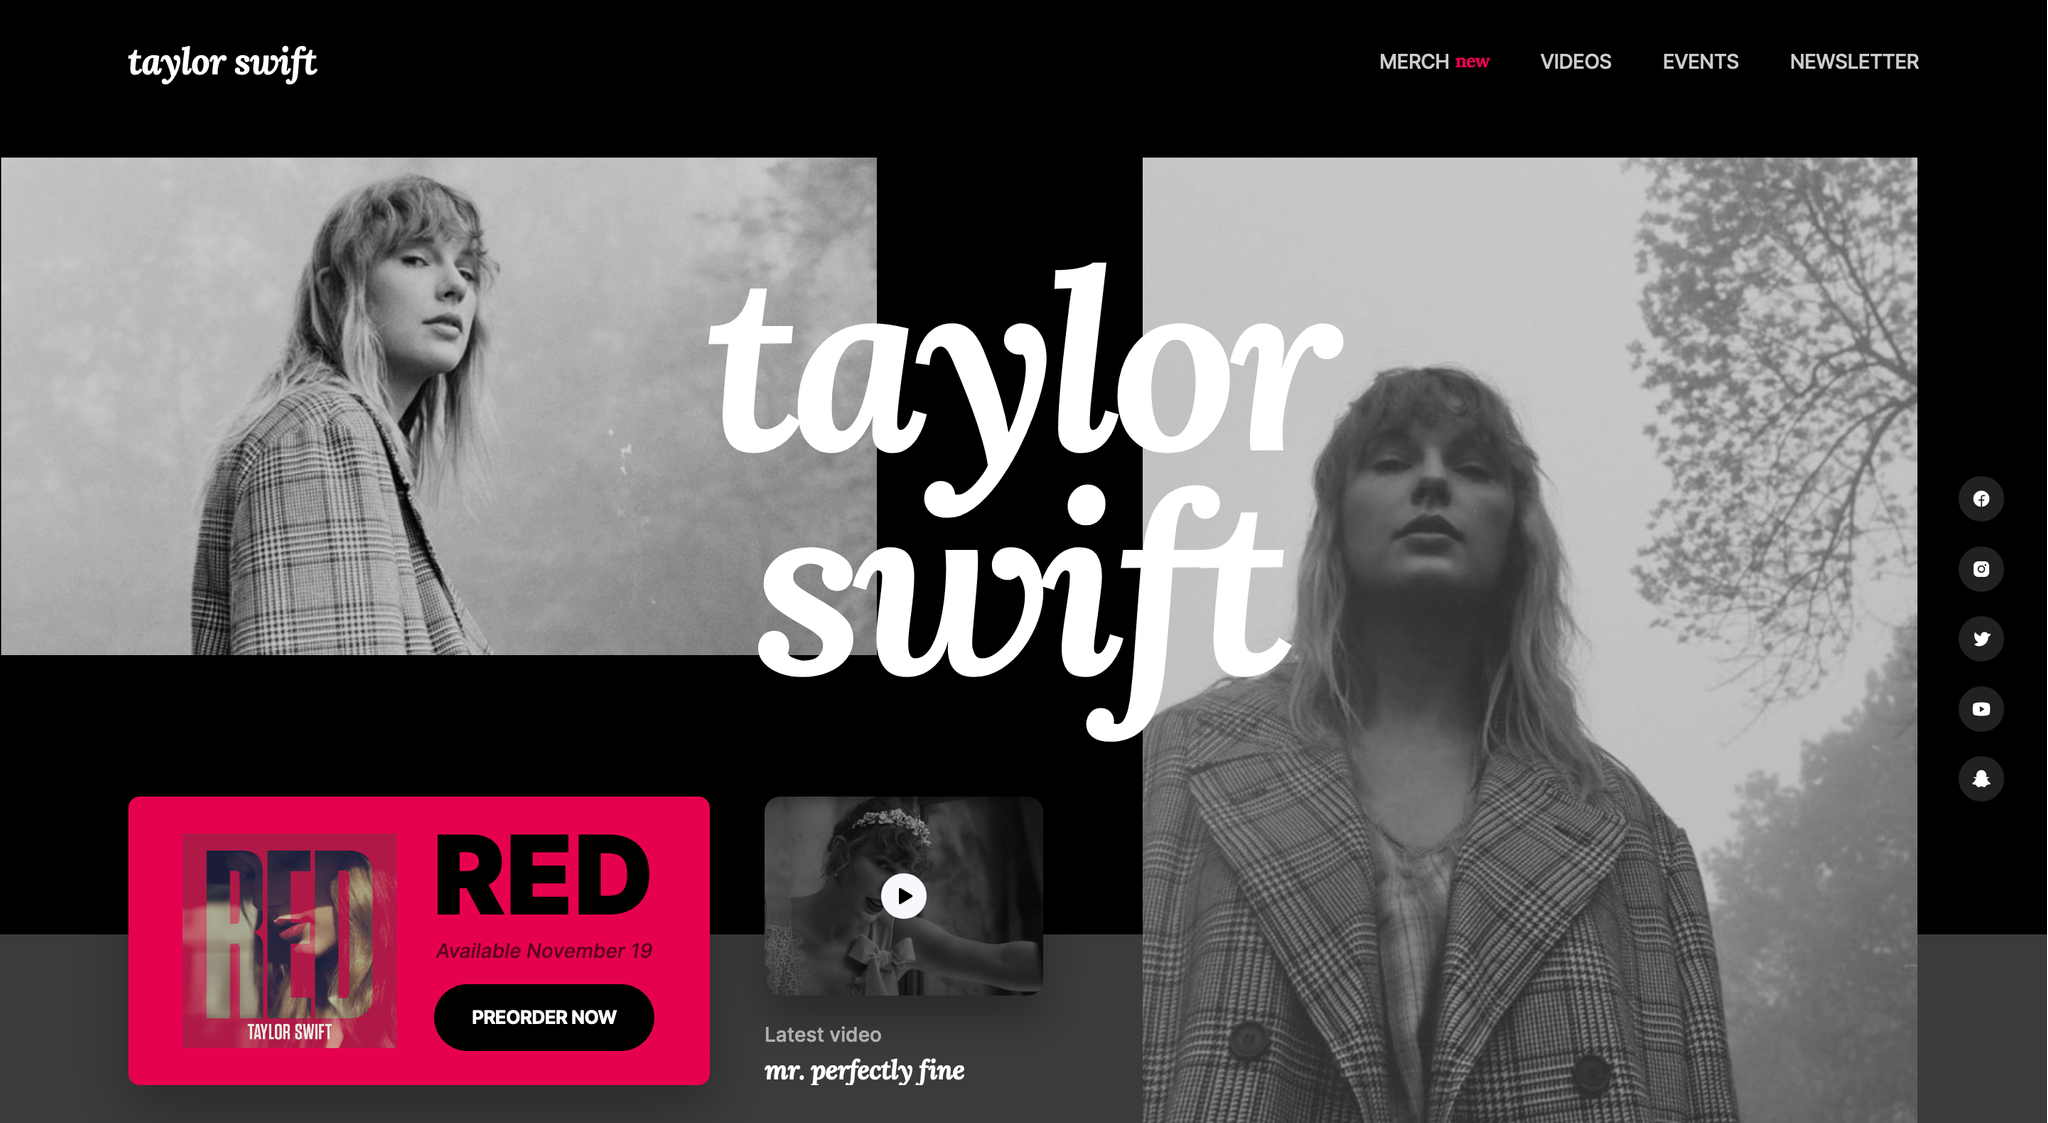 taylor swift
MERCH new
VIDEOS
EVENTS
NEWSLETTER
taylor
swift
RED
TAYLOR SWIFT
RED
Available November 19
PREORDER NOW
Latest video
mr. perfectly fine